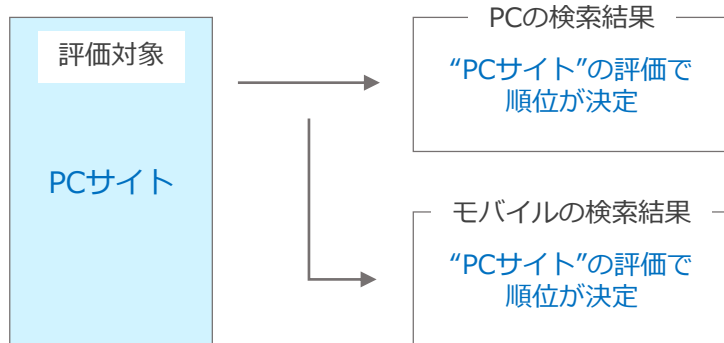 評価対象
PCサイト
PCの検索結果
“PCサイト”の評価で
順位が決定
モバイルの検索結果
“PCサイト”の評価で
順位が決定